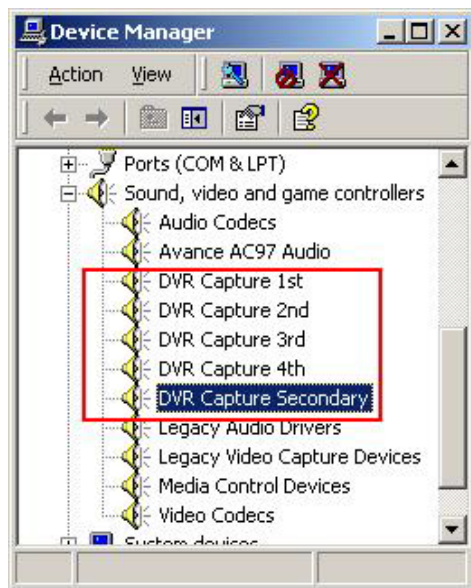 Device Manager
Action View
Ports (COM & LPT)
Sound, video and game controllers
Audio Codecs
Avance AC97 Audio
DVR Capture 1st
DVR Capture 2nd
DVR Capture 3rd
DVR Capture 4th
DVR Capture Secondary
Legacy Audio Drivers
Legacy Video Capture Devices
Media Control Devices
Video Codecs
System devices